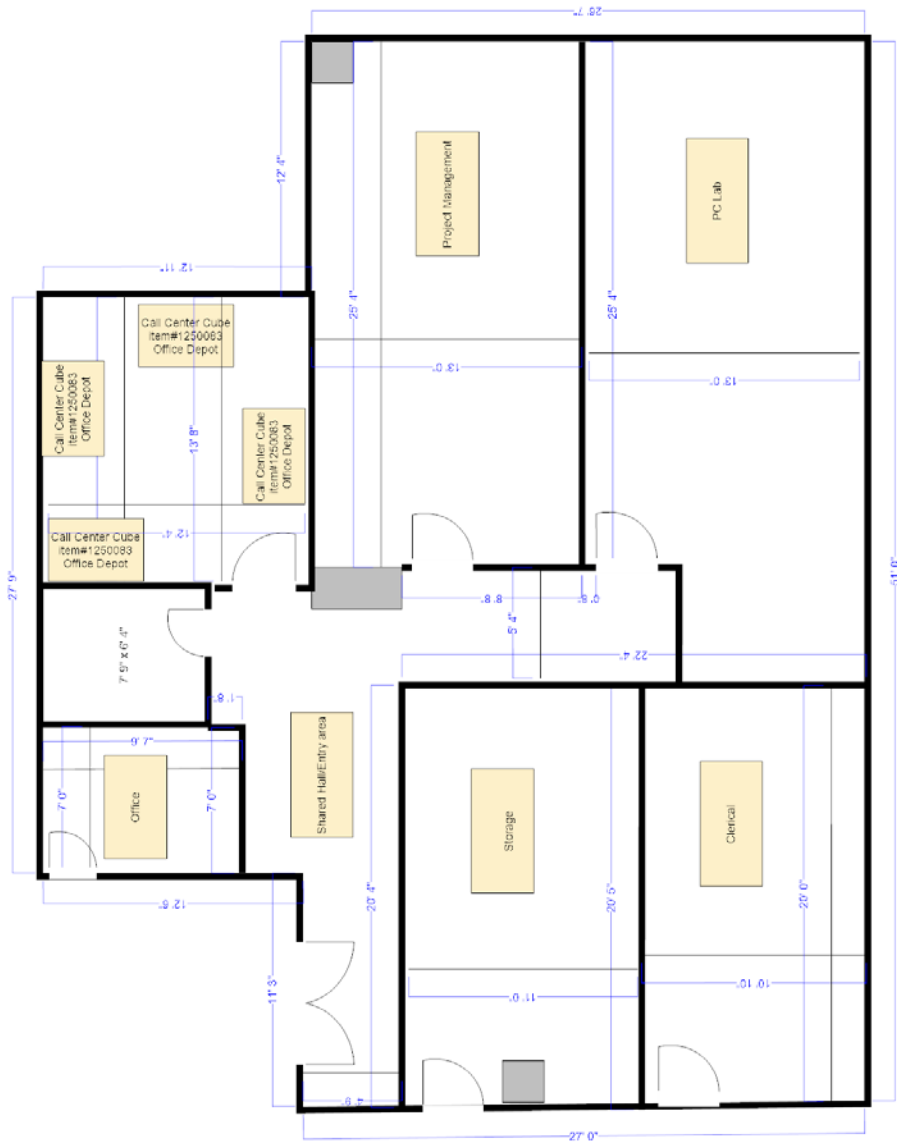 26' 7"
12' 4"
Project Management
PC Lab
12' 11"
25' 4"
25' 4"
Call Center Cube
item#1250083
Office Depot
Call Center Cube
item#1250083
Office Depot
13' 0"
13' 0"
13' 8"
Call Center Cube
item#1250083
Office Depot
12' 4"
Call Center Cube
item#1250083
Office Depot
27' 9"
51' 0"
8' 8"
5' 4"
7' 9" x 6' 4"
22' 4"
1' 8"
9' 7"
Shared Hall/Entry area
7' 0"
Office
7' 0"
Storage
Clerical
20' 4"
20' 5"
20' 0"
12' 6"
11' 3"
11' 0"
10' 10"
27' 0"